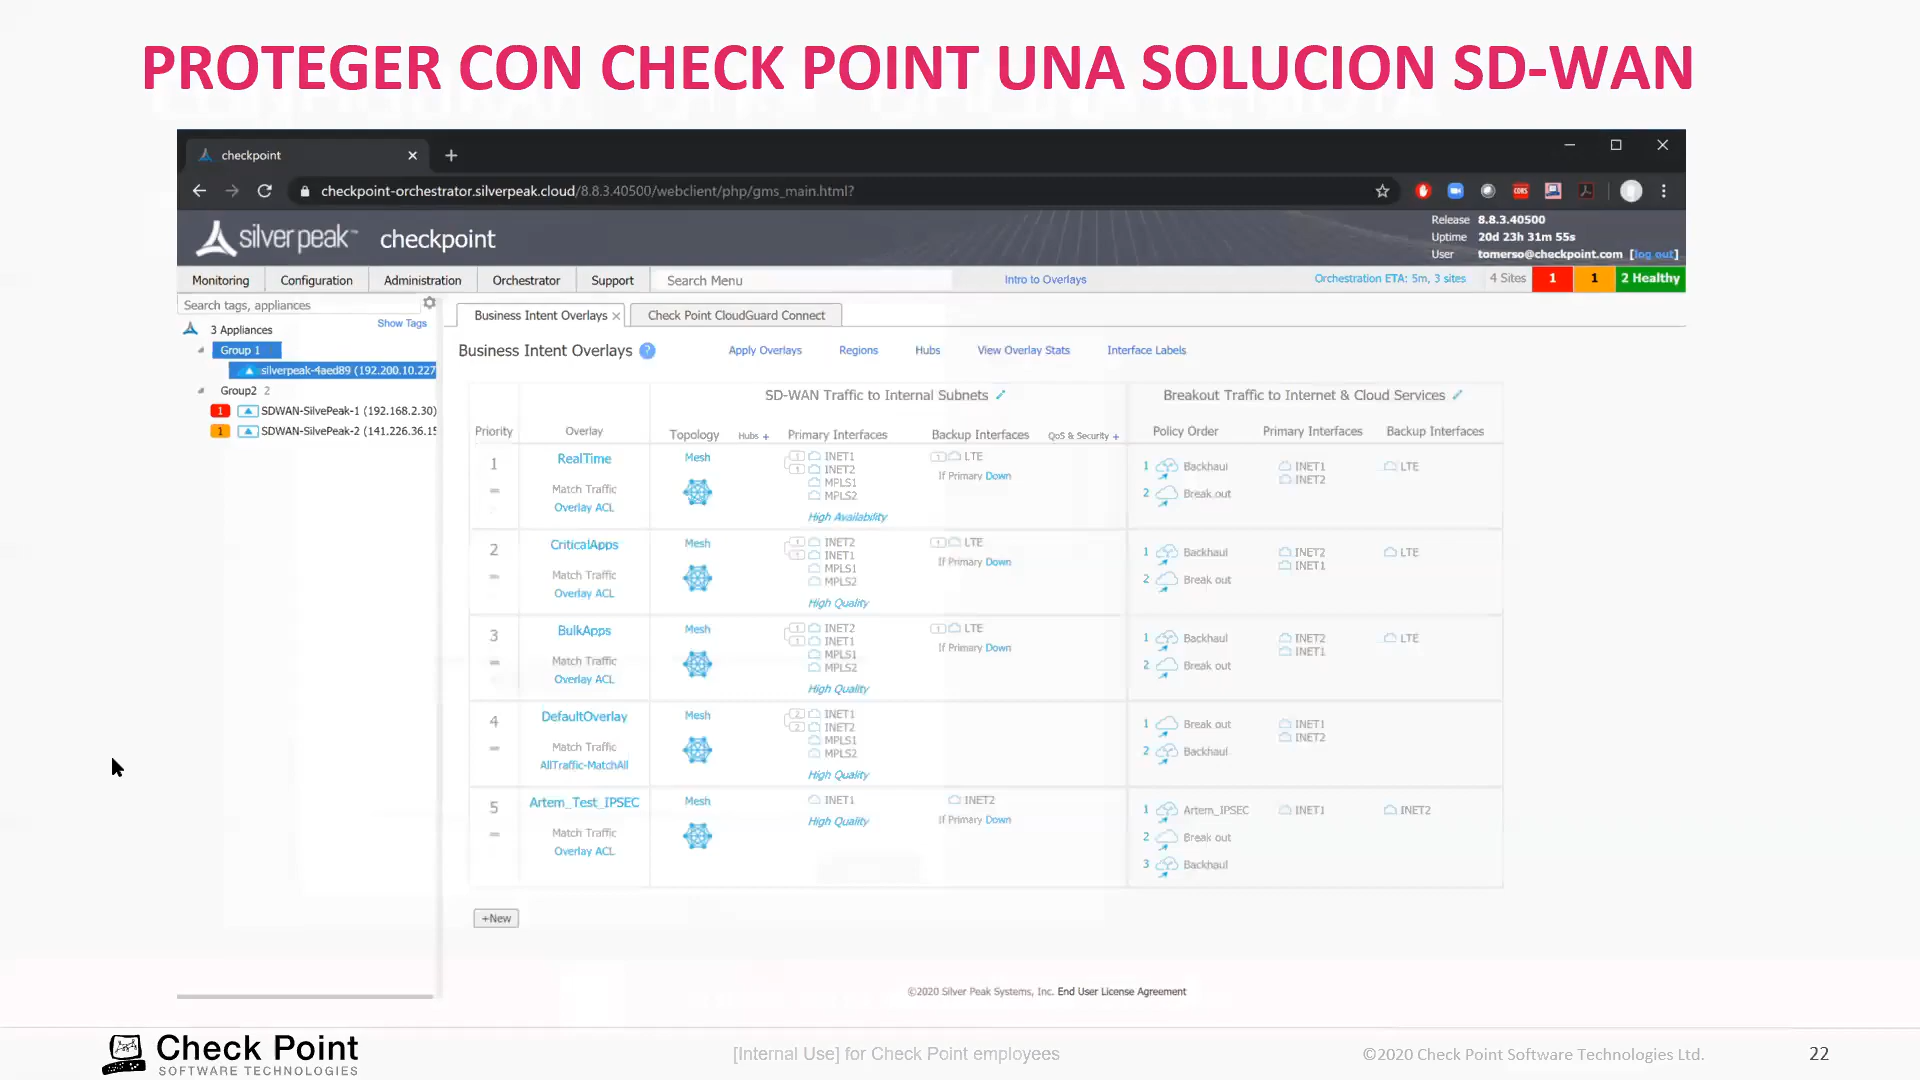 PROTEGER CON CHECK POINT UNA SOLUCION SD-WAN
checkpoint
checkpoint-orchestrator.silverpeak.cloud/8.8.3.40500/webclient/php/gms_main.html?
silver peak™ checkpoint
Release 8.8.3.40500
Uptime 20d 23h 31m 55s
User tomerso@checkpoint.com [log out]
Monitoring Configuration Administration Orchestrator Support Search Menu Intro to Overlays Orchestration ETA: 5m, 3 sites 4 Sites 1 1 2 Healthy
Search tags, appliances
Show Tags
3 Appliances
Group 1
silverpeak-4aed89 (192.200.10.227
Group2 2
1 SDWAN-SilvePeak-1 (192.168.2.30)
1 SDWAN-SilvePeak-2 (141.226.36.15
Business Intent Overlays Check Point CloudGuard Connect
Business Intent Overlays ? Apply Overlays Regions Hubs View Overlay Stats Interface Labels
SD-WAN Traffic to Internal Subnets Breakout Traffic to Internet & Cloud Services
Priority Overlay Topology Hubs + Primary Interfaces Backup Interfaces QoS & Security + Policy Order Primary Interfaces Backup Interfaces
1 RealTime Mesh 1 INET1 1 LTE 1 Backhaul INET1 LTE
1 INET2 If Primary Down INET2
Match Traffic MPLS1 2 Break out
Overlay ACL MPLS2
High Availability
2 CriticalApps Mesh 1 INET2 1 LTE 1 Backhaul INET2 LTE
1 INET1 If Primary Down INET1
Match Traffic MPLS1 2 Break out
Overlay ACL MPLS2
High Quality
3 BulkApps Mesh 1 INET2 1 LTE 1 Backhaul INET2 LTE
1 INET1 If Primary Down INET1
Match Traffic MPLS1 2 Break out
Overlay ACL MPLS2
High Quality
4 DefaultOverlay Mesh 2 INET1 1 Break out INET1
2 INET2 INET2
Match Traffic MPLS1 2 Backhaul
AllTraffic-MatchAll MPLS2
High Quality
5 Artem_Test_IPSEC Mesh INET1 INET2 1 Artem_IPSEC INET1 INET2
High Quality If Primary Down
Match Traffic 2 Break out
Overlay ACL 3 Backhaul
+New
©2020 Silver Peak Systems, Inc. End User License Agreement
Check Point
SOFTWARE TECHNOLOGIES
[Internal Use] for Check Point employees
©2020 Check Point Software Technologies Ltd.
22